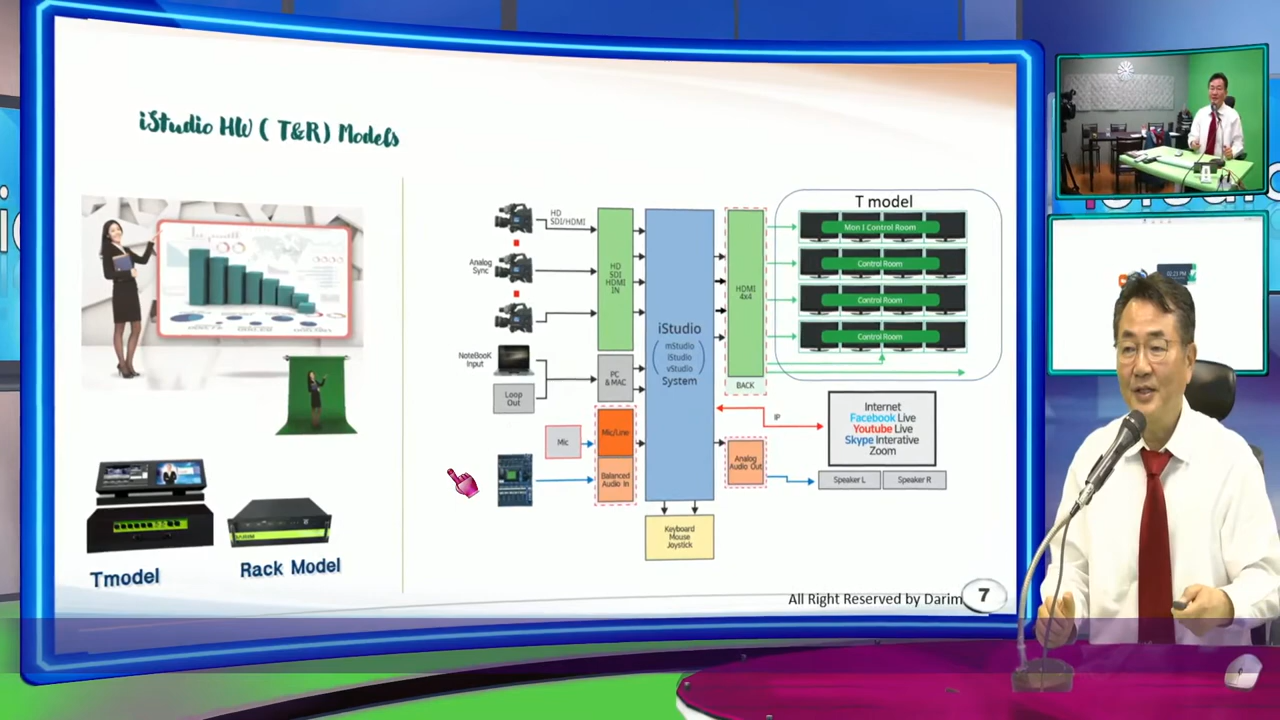 iStudio HW ( T&R) Models
HD
SDI/HDMI
Analog
Sync
NoteBooK
Input
Loop
Out
Mic
HD
SDI
HDMI
IN
PC
& MAC
Mic/Line
Balanced
Audio In
iStudio
mStudio
iStudio
vStudio
System
HDMI
4x4
BACK
T model
Mon I Control Room
Control Room
Control Room
Control Room
IP
Internet
Facebook Live
Youtube Live
Skype Interative
Zoom
Analog
Audio Out
Speaker L
Speaker R
Keyboard
Mouse
Joystick
Tmodel
Rack Model
All Right Reserved by Darim
7
02:23 PM